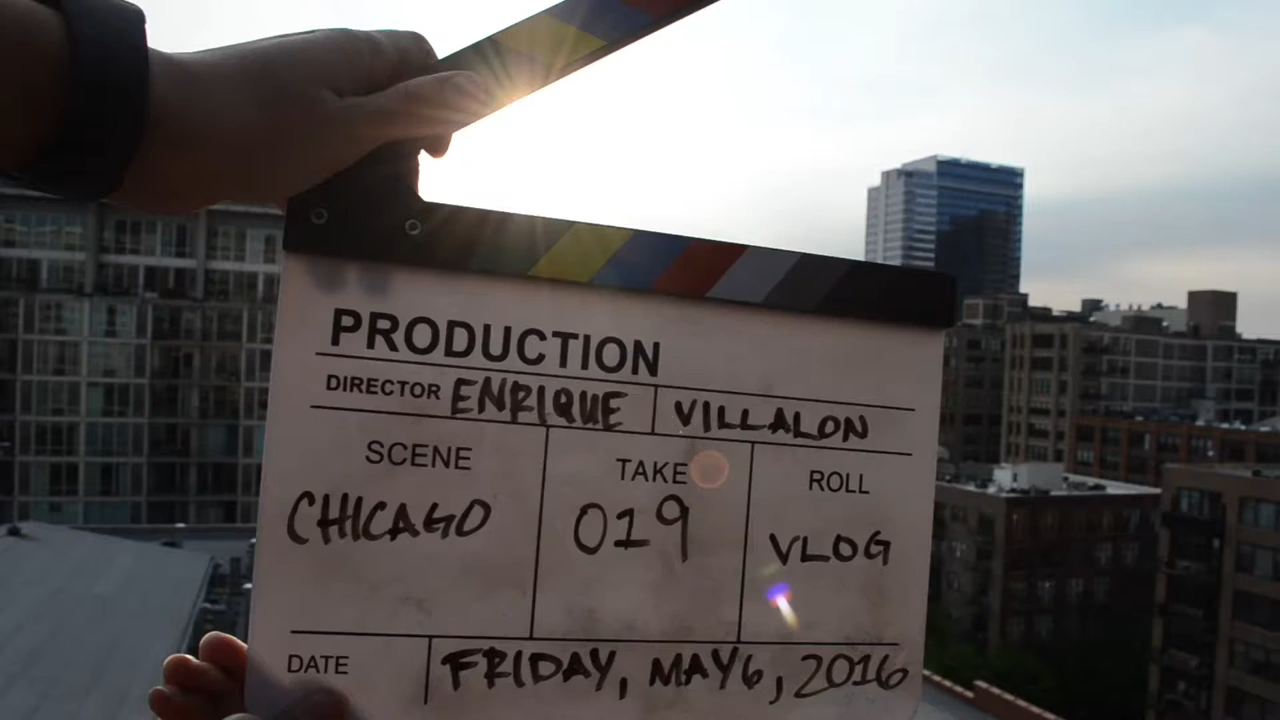 PRODUCTION
DIRECTOR ENRIQUE VILLALON
SCENE TAKE ROLL
CHICAGO 019 VLOG
DATE FRIDAY, MAY 6, 2016